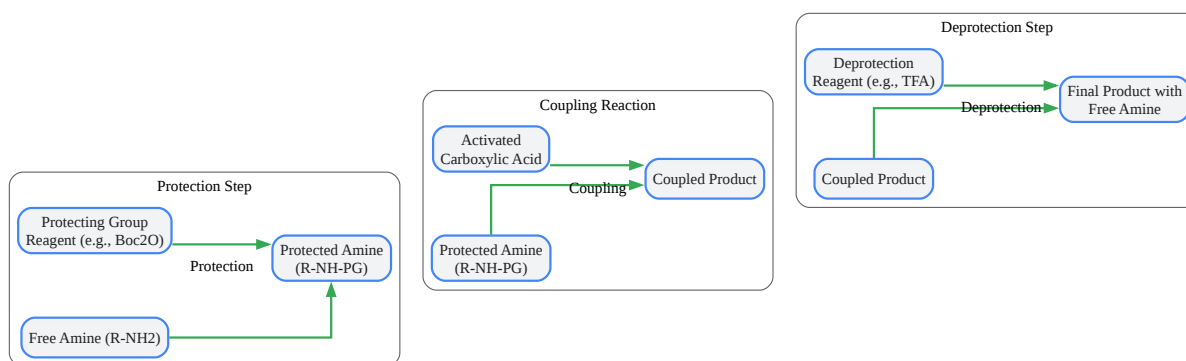 Protection Step
Protecting Group
Reagent (e.g., Boc2O)
Protection
Protected Amine
(R-NH-PG)
Free Amine (R-NH2)
Coupling Reaction
Activated
Carboxylic Acid
Coupling
Coupled Product
Protected Amine
(R-NH-PG)
Deprotection Step
Deprotection
Reagent (e.g., TFA)
Deprotection
Final Product with
Free Amine
Coupled Product